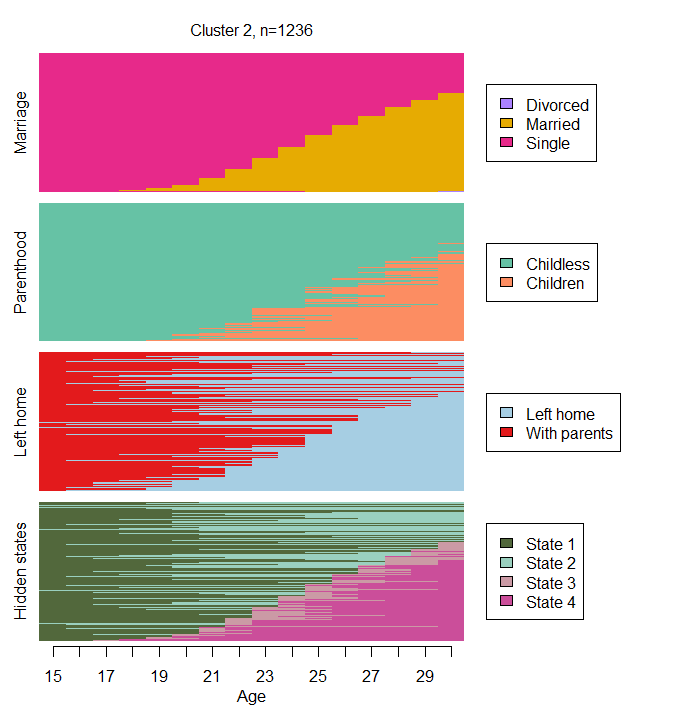 Cluster 2, n=1236
Marriage
Divorced
Married
Single
Parenthood
Childless
Children
Left home
Left home
With parents
Hidden states
State 1
State 2
State 3
State 4
15 17 19 21 23 25 27 29
Age